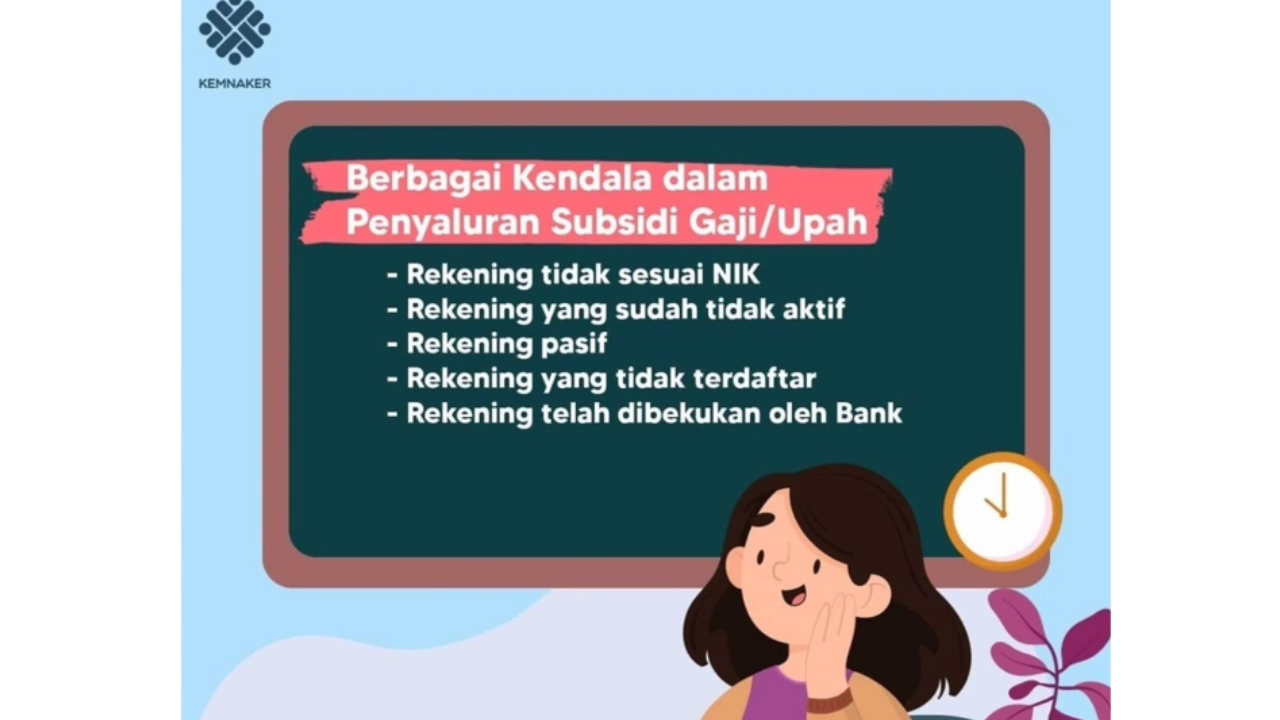 KEMNAKER
Berbagai Kendala dalam
Penyaluran Subsidi Gaji/Upah
- Rekening tidak sesuai NIK
- Rekening yang sudah tidak aktif
- Rekening pasif
- Rekening yang tidak terdaftar
- Rekening telah dibekukan oleh Bank